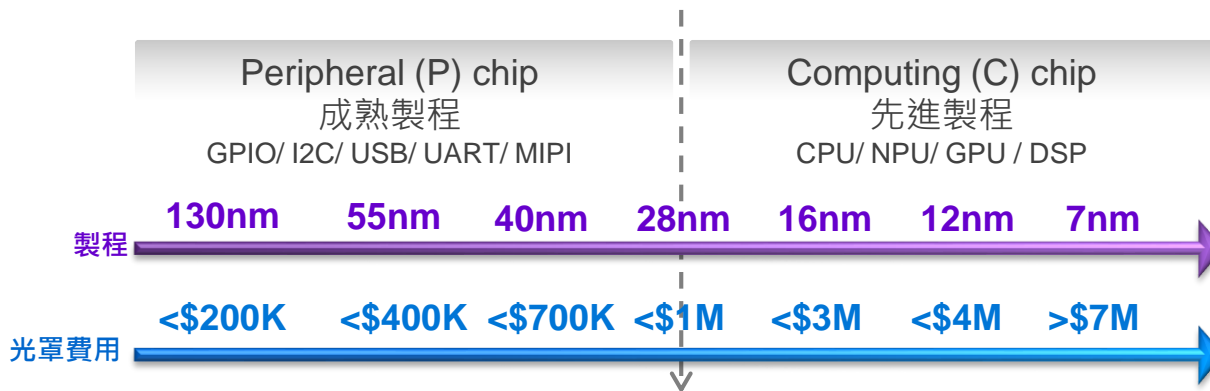 Peripheral (P) chip
成熟製程
GPIO/ I2C/ USB/ UART/ MIPI
Computing (C) chip
先進製程
CPU/ NPU/ GPU / DSP
130nm 55nm 40nm 28nm 16nm 12nm 7nm
製程
<$200K <$400K <$700K <$1M <$3M <$4M >$7M
光罩費用